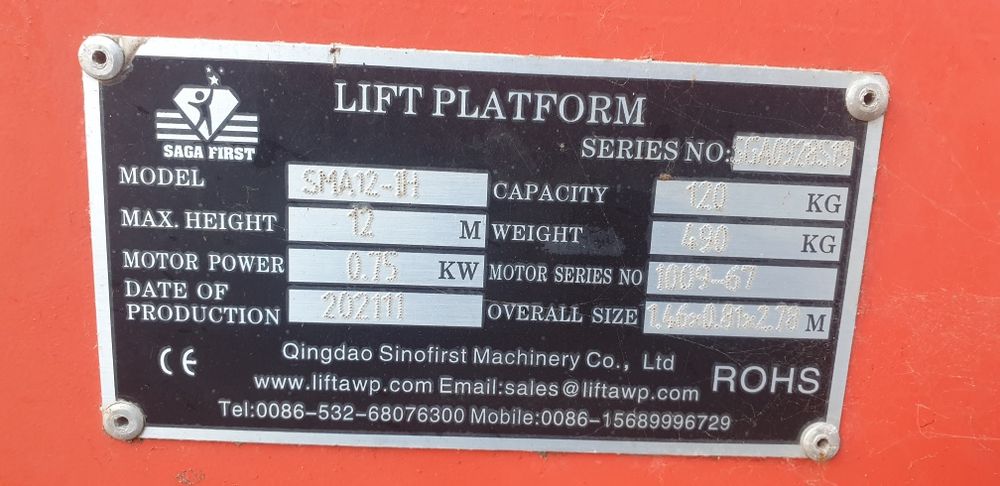 LIFT PLATFORM
SAGA FIRST
SERIES NO:
MODEL SMA12-1H CAPACITY 120 KG
MAX. HEIGHT 12 M WEIGHT 490 KG
MOTOR POWER 0.75 KW MOTOR SERIES NO 1009-67
DATE OF
PRODUCTION 202111 OVERALL SIZE 1.46×0.81×2.78 M
CE Qingdao Sinofirst Machinery Co., Ltd
www.liftawp.com Email:sales@liftawp.com ROHS
Tel:0086-532-68076300 Mobile:0086-15689996729